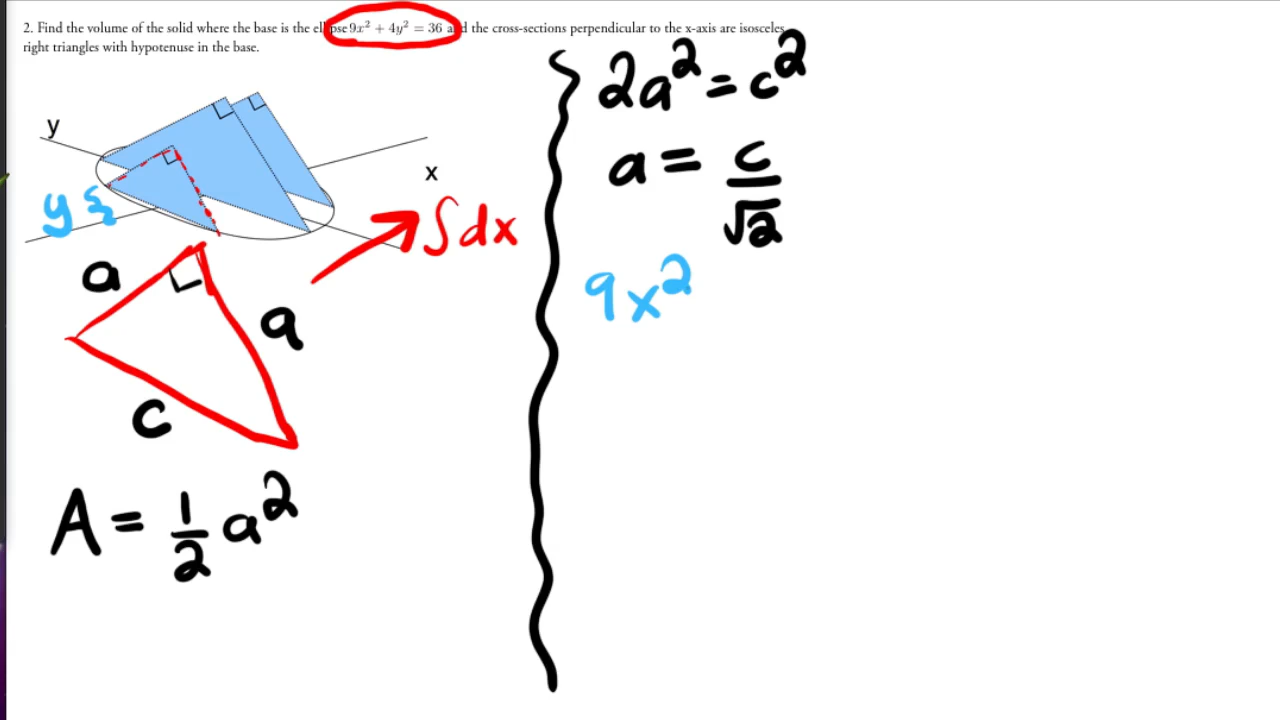 2. Find the volume of the solid where the base is the ellipse 9x² + 4y² = 36 and the cross-sections perpendicular to the x-axis are isosceles
right triangles with hypotenuse in the base.
y
x
y
∫dx
a
a
c
A = 1/2 a²
2a² = c²
a = c/√2
9x²